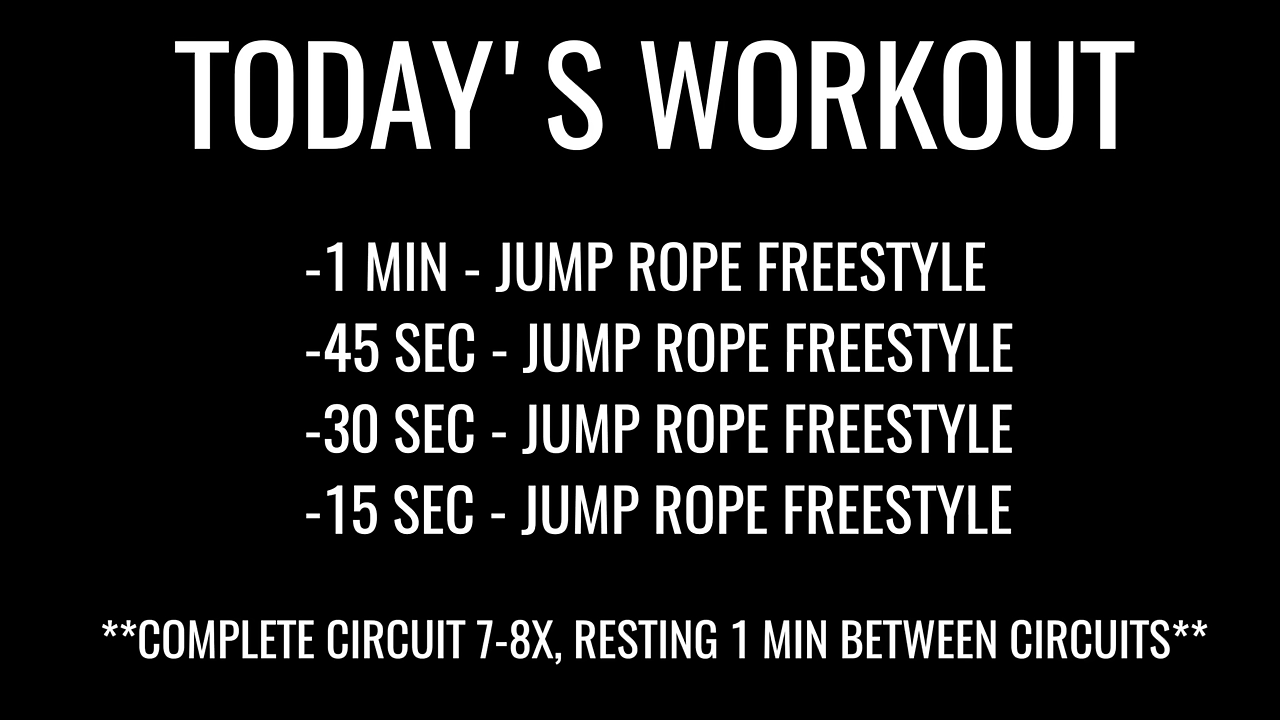 TODAY'S WORKOUT
-1 MIN - JUMP ROPE FREESTYLE
-45 SEC - JUMP ROPE FREESTYLE
-30 SEC - JUMP ROPE FREESTYLE
-15 SEC - JUMP ROPE FREESTYLE
**COMPLETE CIRCUIT 7-8X, RESTING 1 MIN BETWEEN CIRCUITS**